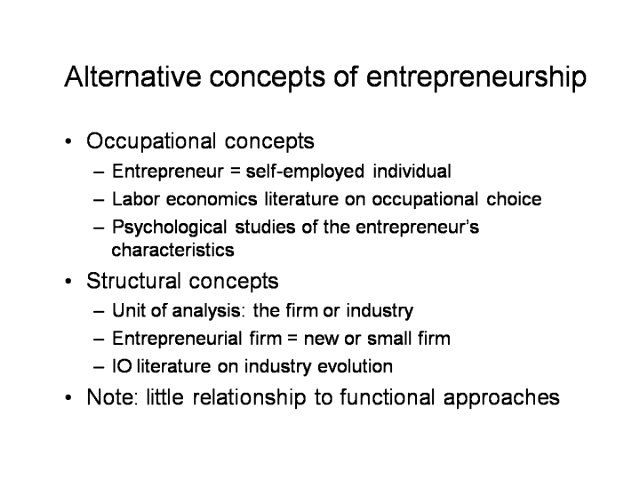 Alternative concepts of entrepreneurship
• Occupational concepts
– Entrepreneur = self-employed individual
– Labor economics literature on occupational choice
– Psychological studies of the entrepreneur's
characteristics
• Structural concepts
– Unit of analysis: the firm or industry
– Entrepreneurial firm = new or small firm
– IO literature on industry evolution
• Note: little relationship to functional approaches